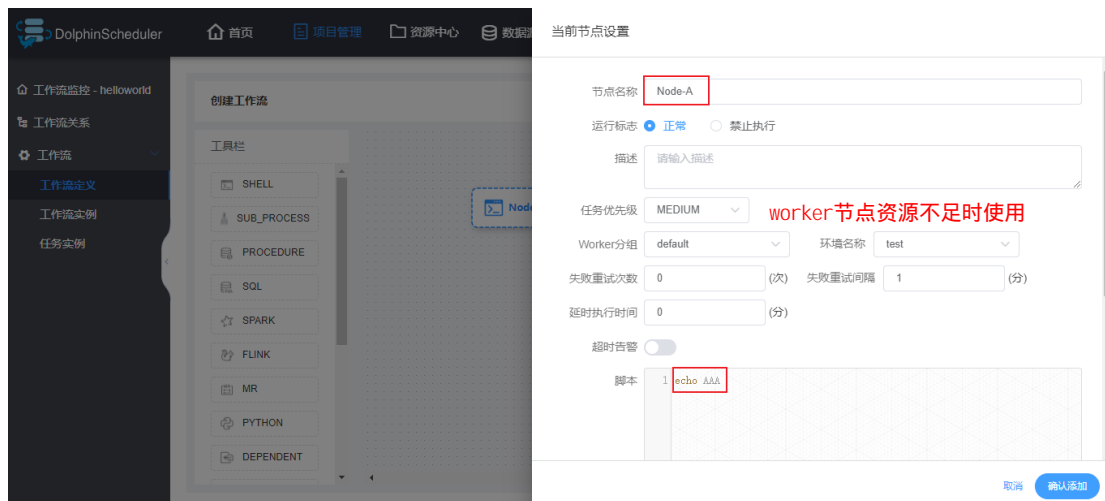 DolphinScheduler
首页
项目管理
资源中心
工作流监控 - helloworld
工作流关系
工作流
工作流定义
工作流实例
任务实例
创建工作流
工具栏
SHELL
SUB_PROCESS
PROCEDURE
SQL
SPARK
FLINK
MR
PYTHON
DEPENDENT
当前节点设置
节点名称 Node-A
运行标志 正常 禁止执行
描述 请输入描述
任务优先级 MEDIUM worker节点资源不足时使用
Worker分组 default 环境名称 test
失败重试次数 0 (次) 失败重试间隔 1 (分)
延时执行时间 0 (分)
超时告警
脚本 1 echo AAA
取消 确认添加